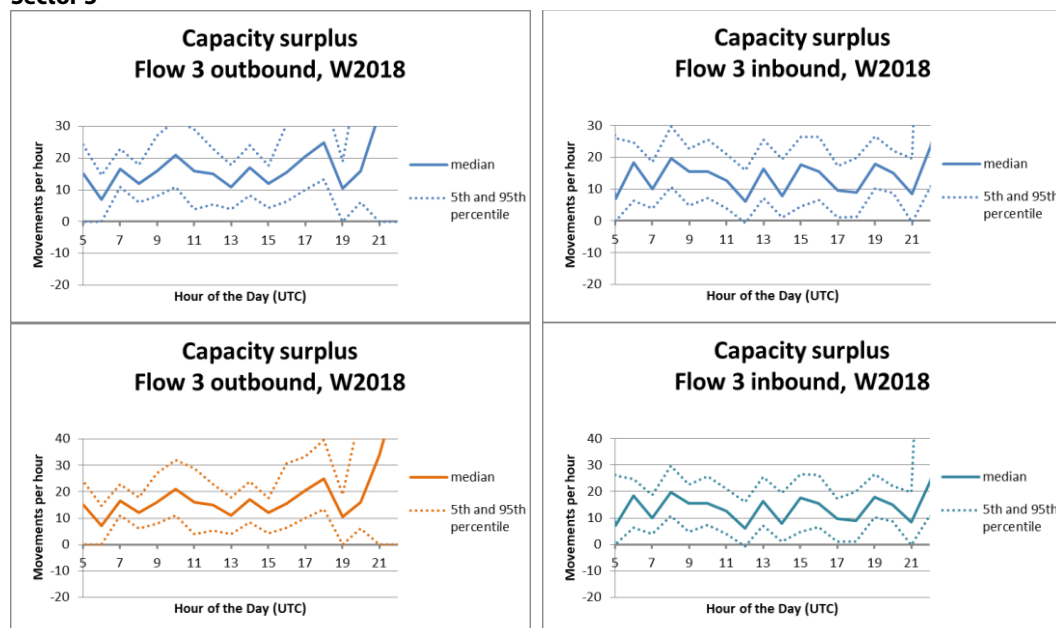 Sector
Capacity surplus
Flow 3 outbound, W2018
Movements per hour
30
20
10
0
-10
-20
5 7 9 11 13 15 17 19 21
Hour of the Day (UTC)
median
5th and 95th
percentile
Capacity surplus
Flow 3 inbound, W2018
Movements per hour
30
20
10
0
-10
-20
5 7 9 11 13 15 17 19 21
Hour of the Day (UTC)
median
5th and 95th
percentile
Capacity surplus
Flow 3 outbound, W2018
Movements per hour
40
30
20
10
0
-10
-20
5 7 9 11 13 15 17 19 21
Hour of the Day (UTC)
median
5th and 95th
percentile
Capacity surplus
Flow 3 inbound, W2018
Movements per hour
40
30
20
10
0
-10
-20
5 7 9 11 13 15 17 19 21
Hour of the Day (UTC)
median
5th and 95th
percentile